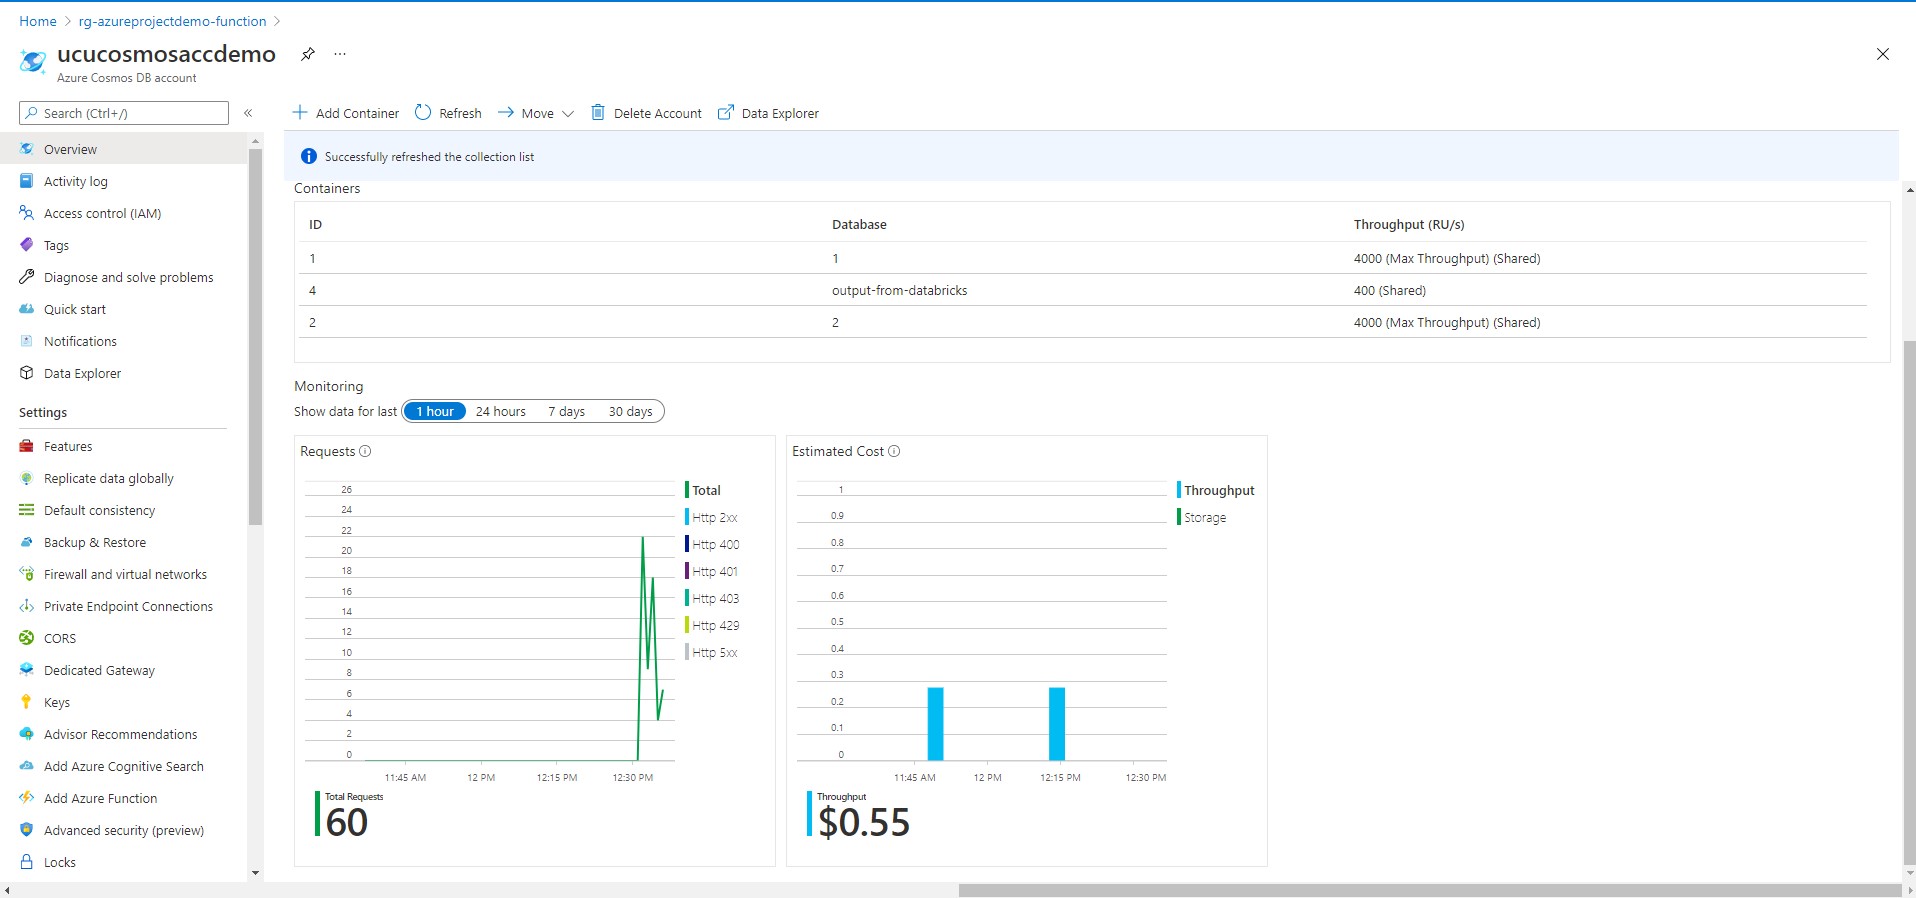 Home > rg-azureprojectdemo-function >
ucucosmosaccdemo ...
Azure Cosmos DB account
Search (Ctrl+/) «
Add Container Refresh Move Delete Account Data Explorer
Successfully refreshed the collection list
Overview
Activity log
Access control (IAM)
Tags
Diagnose and solve problems
Quick start
Notifications
Data Explorer
Settings
Features
Replicate data globally
Default consistency
Backup & Restore
Firewall and virtual networks
Private Endpoint Connections
CORS
Dedicated Gateway
Keys
Advisor Recommendations
Add Azure Cognitive Search
Add Azure Function
Advanced security (preview)
Locks
Containers
ID Database Throughput (RU/s)
1 1 4000 (Max Throughput) (Shared)
4 output-from-databricks 400 (Shared)
2 2 4000 (Max Throughput) (Shared)
Monitoring
Show data for last 1 hour 24 hours 7 days 30 days
Requests
26
24
22
20
18
16
14
12
10
8
6
4
2
0
11:45 AM 12 PM 12:15 PM 12:30 PM
Total
Http 2xx
Http 400
Http 401
Http 403
Http 429
Http 5xx
Total Requests
60
Estimated Cost
1
0.9
0.8
0.7
0.6
0.5
0.4
0.3
0.2
0.1
0
11:45 AM 12 PM 12:15 PM 12:30 PM
Throughput
Storage
Throughput
$0.55